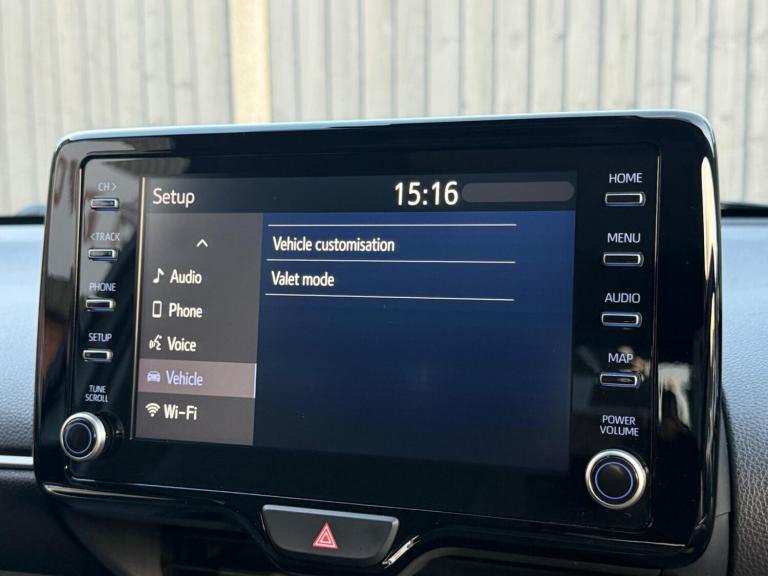 CH >
< TRACK
PHONE
SETUP
TUNE
SCROLL
Setup
15:16
Audio
Phone
Voice
Vehicle
Wi-Fi
Vehicle customisation
Valet mode
HOME
MENU
AUDIO
MAP
POWER
VOLUME